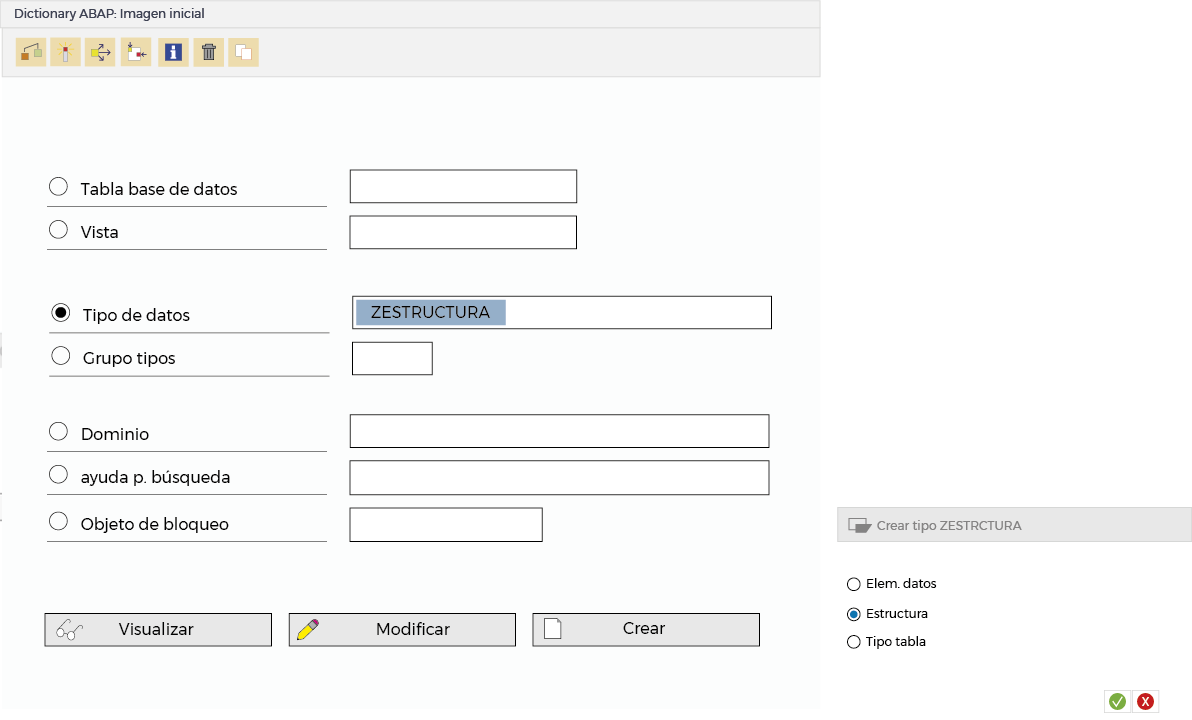 Dictionary ABAP: Imagen inicial
Tabla base de datos
Vista
Tipo de datos
ZESTRUCTURA
Grupo tipos
Dominio
ayuda p. búsqueda
Objeto de bloqueo
Visualizar
Modificar
Crear
Crear tipo ZESTRCTURA
Elem. datos
Estructura
Tipo tabla